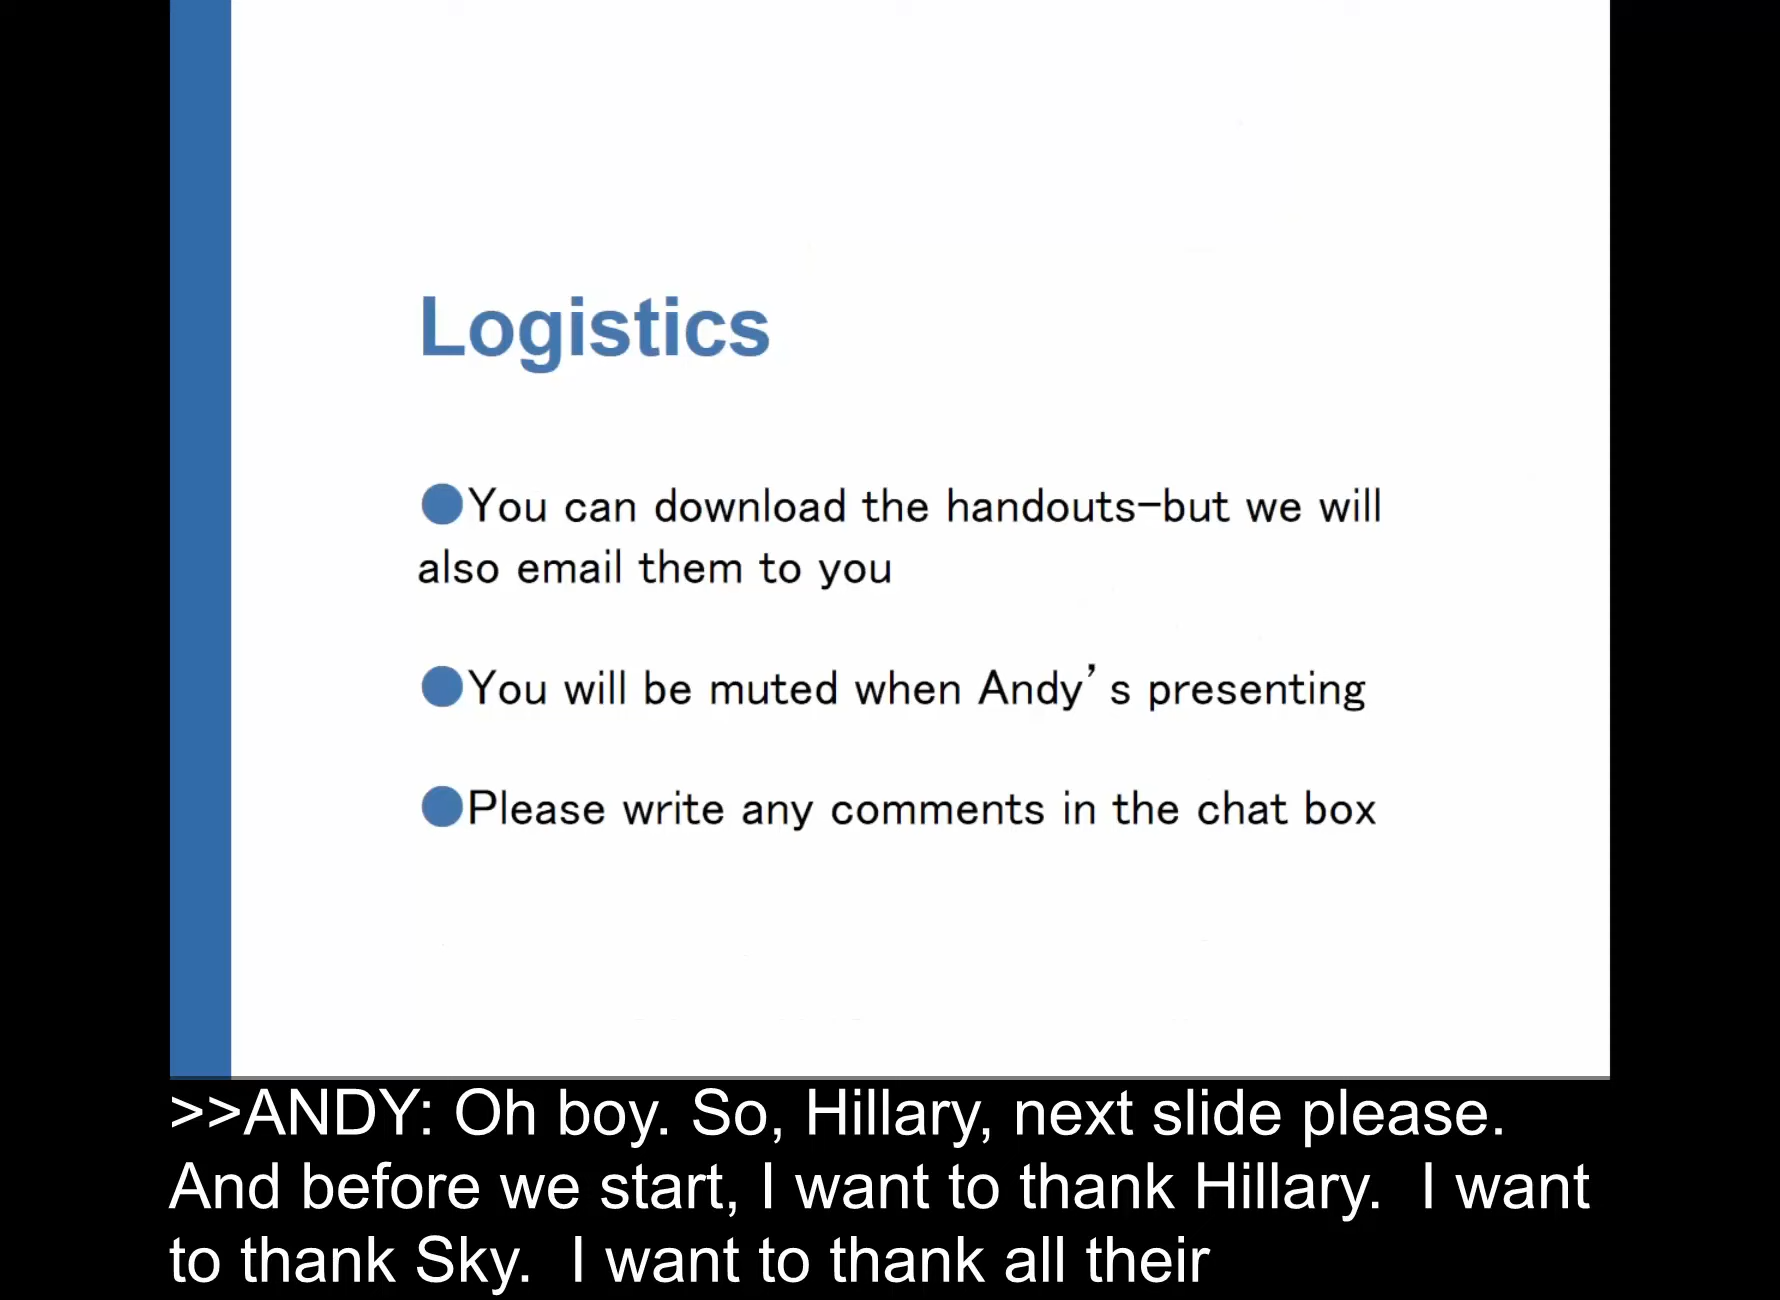 Logistics
●You can download the handouts-but we will
also email them to you
●You will be muted when Andy's presenting
●Please write any comments in the chat box
>>ANDY: Oh boy. So, Hillary, next slide please.
And before we start, I want to thank Hillary.  I want
to thank Sky.  I want to thank all their